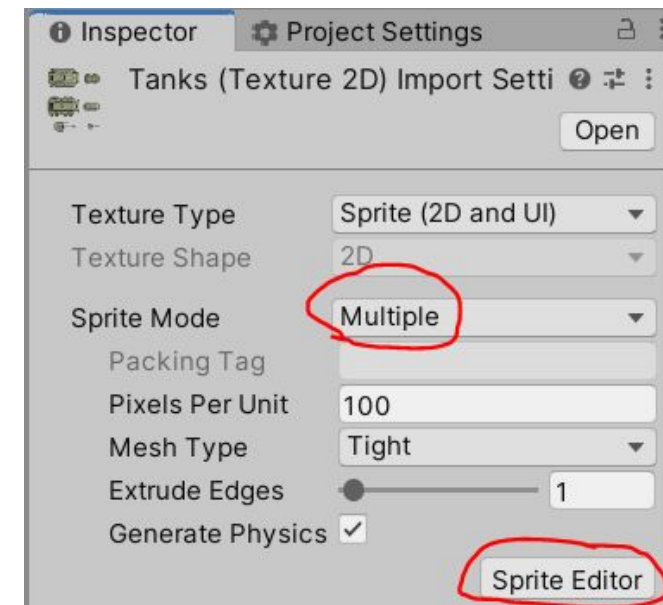 Inspector Project Settings
Tanks (Texture 2D) Import Setti
Open
Texture Type Sprite (2D and UI)
Texture Shape 2D
Sprite Mode Multiple
Packing Tag
Pixels Per Unit 100
Mesh Type Tight
Extrude Edges 1
Generate Physics
Sprite Editor